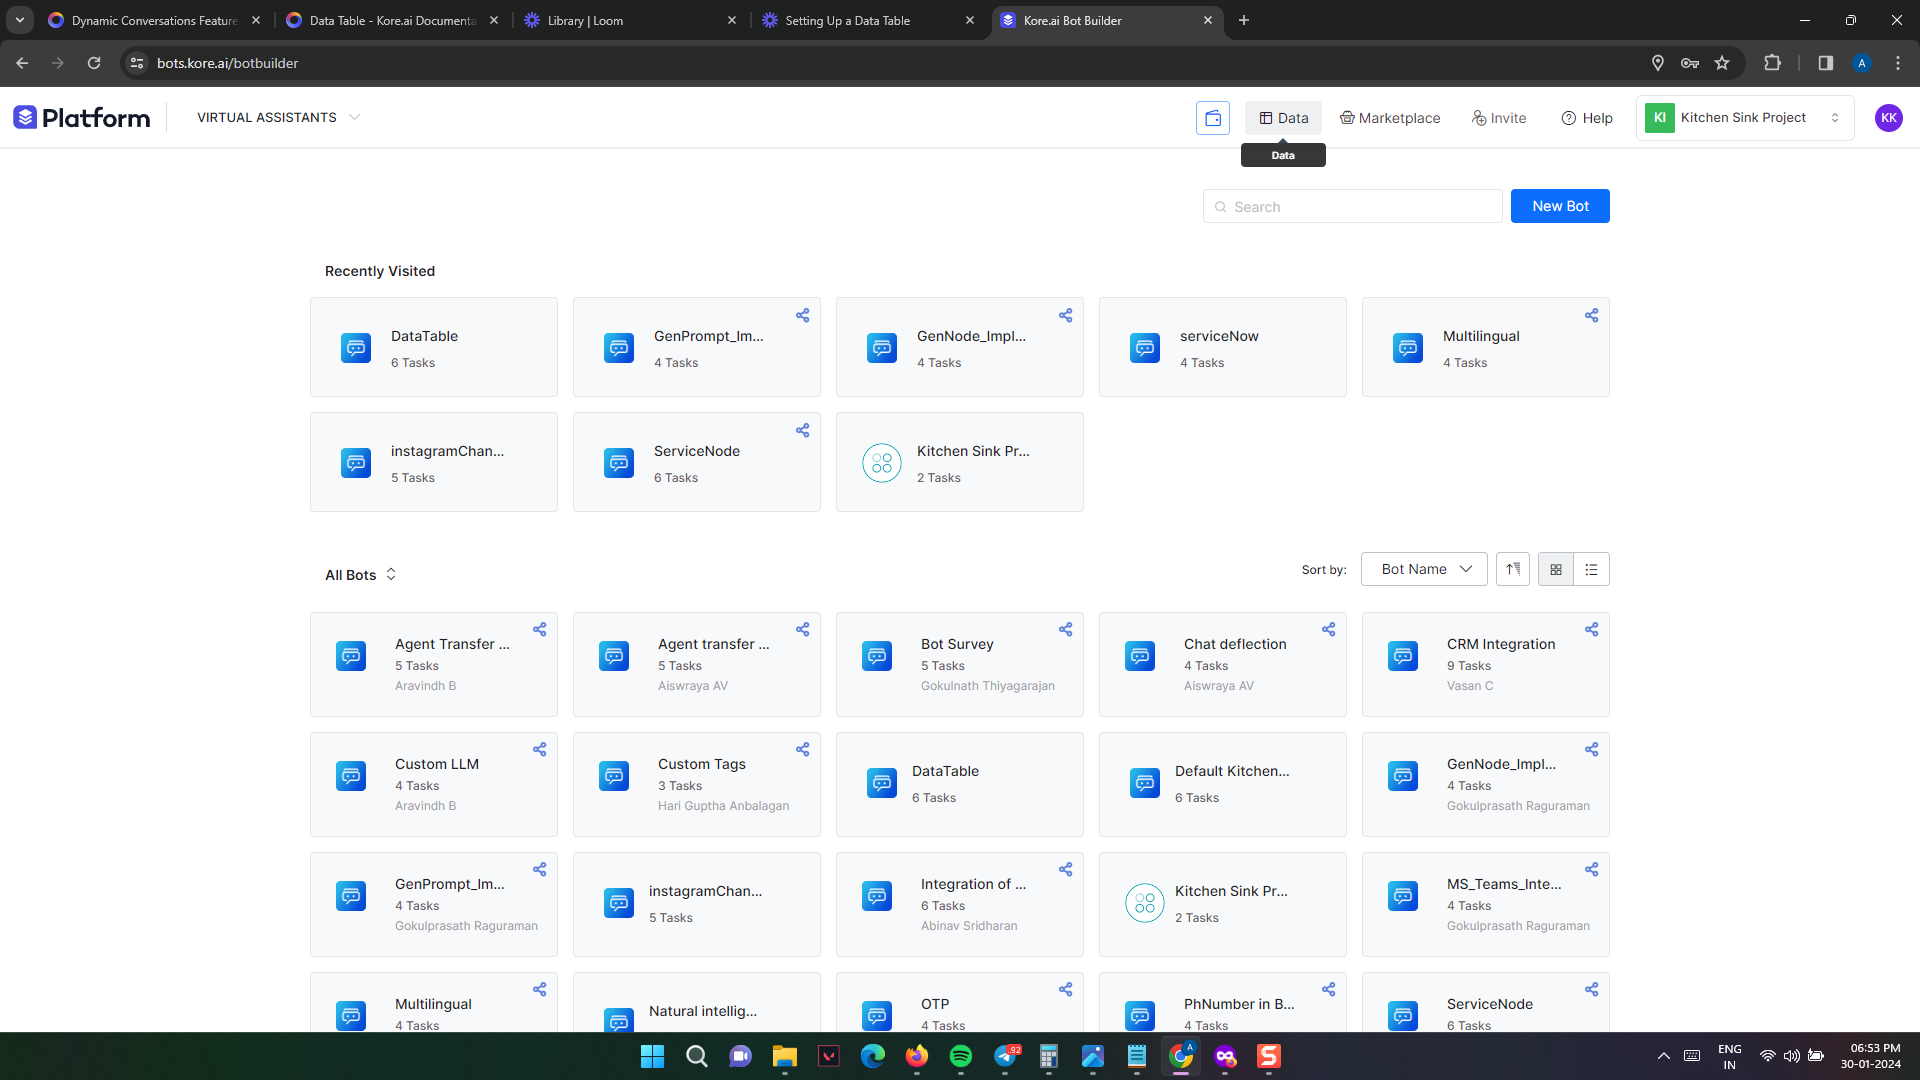 Dynamic Conversations Feature
Data Table - Kore.ai Documenta
Library | Loom
Setting Up a Data Table
Kore.ai Bot Builder
bots.kore.ai/botbuilder
A
Platform
VIRTUAL ASSISTANTS
Data
Marketplace
Invite
Help
KI
Kitchen Sink Project
KK
Data
Search
New Bot
Recently Visited
DataTable
6 Tasks
GenPrompt_Im...
4 Tasks
GenNode_Impl...
4 Tasks
serviceNow
4 Tasks
Multilingual
4 Tasks
instagramChan...
5 Tasks
ServiceNode
6 Tasks
Kitchen Sink Pr...
2 Tasks
All Bots
Sort by:
Bot Name
Agent Transfer ...
5 Tasks
Aravindh B
Agent transfer ...
5 Tasks
Aiswraya AV
Bot Survey
5 Tasks
Gokulnath Thiyagarajan
Chat deflection
4 Tasks
Aiswraya AV
CRM Integration
9 Tasks
Vasan C
Custom LLM
4 Tasks
Aravindh B
Custom Tags
3 Tasks
Hari Guptha Anbalagan
DataTable
6 Tasks
Default Kitchen...
6 Tasks
GenNode_Impl...
4 Tasks
Gokulprasath Raguraman
GenPrompt_Im...
4 Tasks
Gokulprasath Raguraman
instagramChan...
5 Tasks
Integration of ...
6 Tasks
Abinav Sridharan
Kitchen Sink Pr...
2 Tasks
MS_Teams_Inte...
4 Tasks
Gokulprasath Raguraman
Multilingual
4 Tasks
Natural intellig...
OTP
4 Tasks
PhNumber in B...
4 Tasks
ServiceNode
6 Tasks
92
A
S
ENG
IN
06:53 PM
30-01-2024